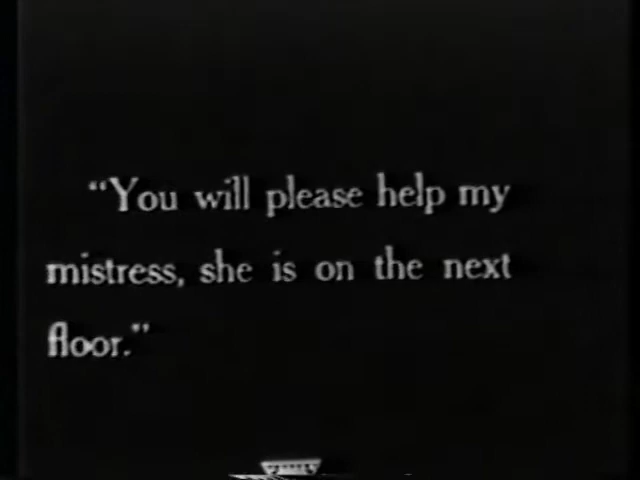 “You will please help my
mistress, she is on the next
floor.”